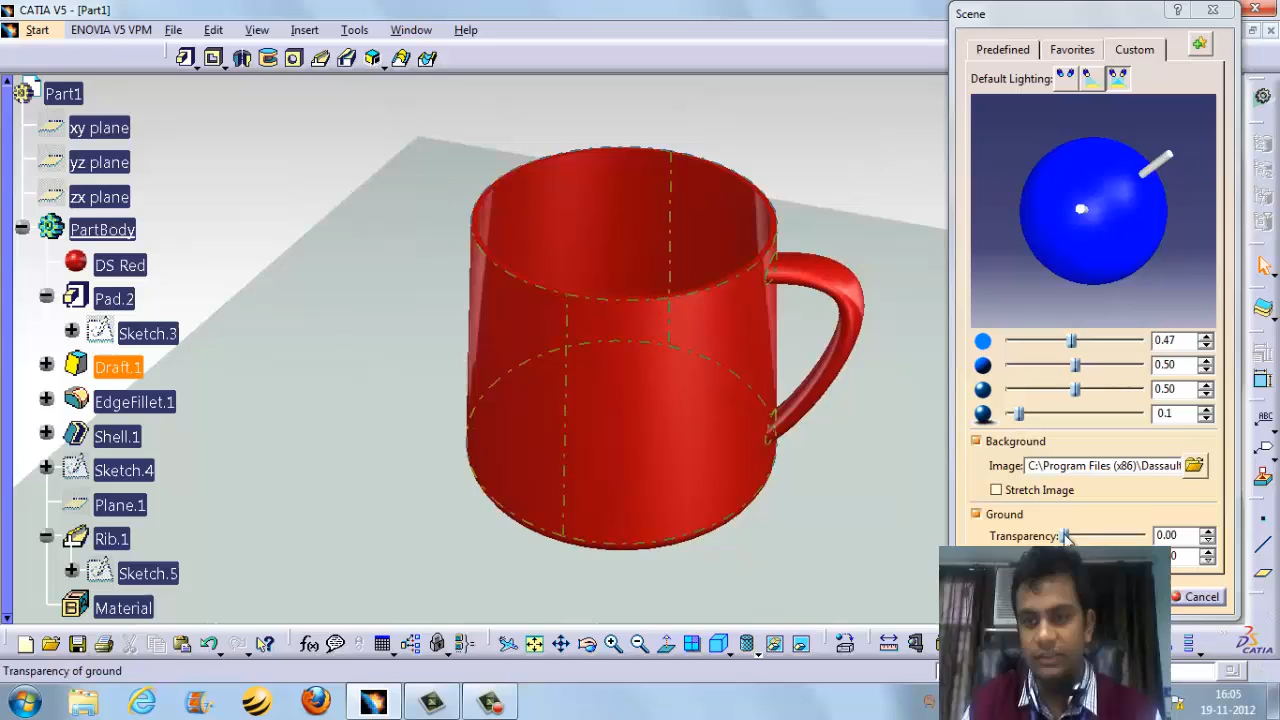 CATIA V5 - [Part1]
Start ENOVIA V5 VPM File Edit View Insert Tools Window Help
Part1
xy plane
yz plane
zx plane
PartBody
DS Red
Pad.2
Sketch.3
Draft.1
EdgeFillet.1
Shell.1
Sketch.4
Plane.1
Rib.1
Sketch.5
Material
Scene
Predefined Favorites Custom
Default Lighting:
0.47
0.50
0.50
0.1
Background
Image: C:\Program Files (x86)\Dassault
Stretch Image
Ground
Transparency: 0.00
Cancel
f(x)
ABC
DS
CATIA
Transparency of ground
16:05
19-11-2012